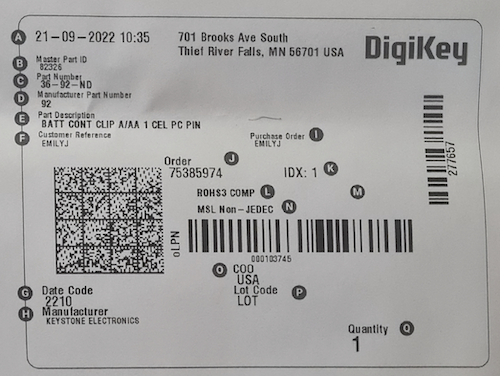 A 21-09-2022 10:35
701 Brooks Ave South
Thief River Falls, MN 56701 USA
DigiKey
B Master Part ID
82326
C Part Number
36-92-ND
D Manufacturer Part Number
92
E Part Description
BATT CONT CLIP A/AA 1 CEL PC PIN
F Customer Reference
EMILYJ
Purchase Order I
EMILYJ
Order J
75385974
IDX: 1 K
ROHS3 COMP L
M
MSL Non-JEDEC N
277657
oLPN
000103745
O COO
USA
Lot Code P
LOT
G Date Code
2210
H Manufacturer
KEYSTONE ELECTRONICS
Quantity Q
1